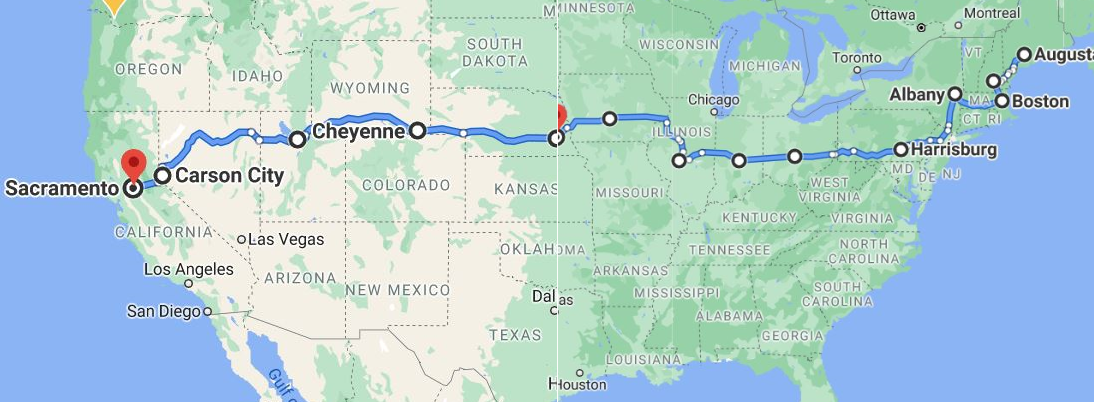 MINNESOTA
Ottawa
Montreal
OREGON
IDAHO
SOUTH
DAKOTA
WISCONSIN
MICHIGAN
Toronto
VT
Augusta
WYOMING
Chicago
Albany
MA
Boston
CT RI
Cheyenne
ILLINOIS
Harrisburg
MD
DE NJ
Sacramento
Carson City
COLORADO
KANSAS
MISSOURI
WEST
VIRGINIA
KENTUCKY
VIRGINIA
CALIFORNIA
Las Vegas
OKLAHOMA
TENNESSEE
NORTH
CAROLINA
Los Angeles
ARIZONA
NEW MEXICO
ARKANSAS
MISSISSIPPI
SOUTH
CAROLINA
San Diego
Dallas
ALABAMA
TEXAS
GEORGIA
LOUISIANA
Houston
Gulf